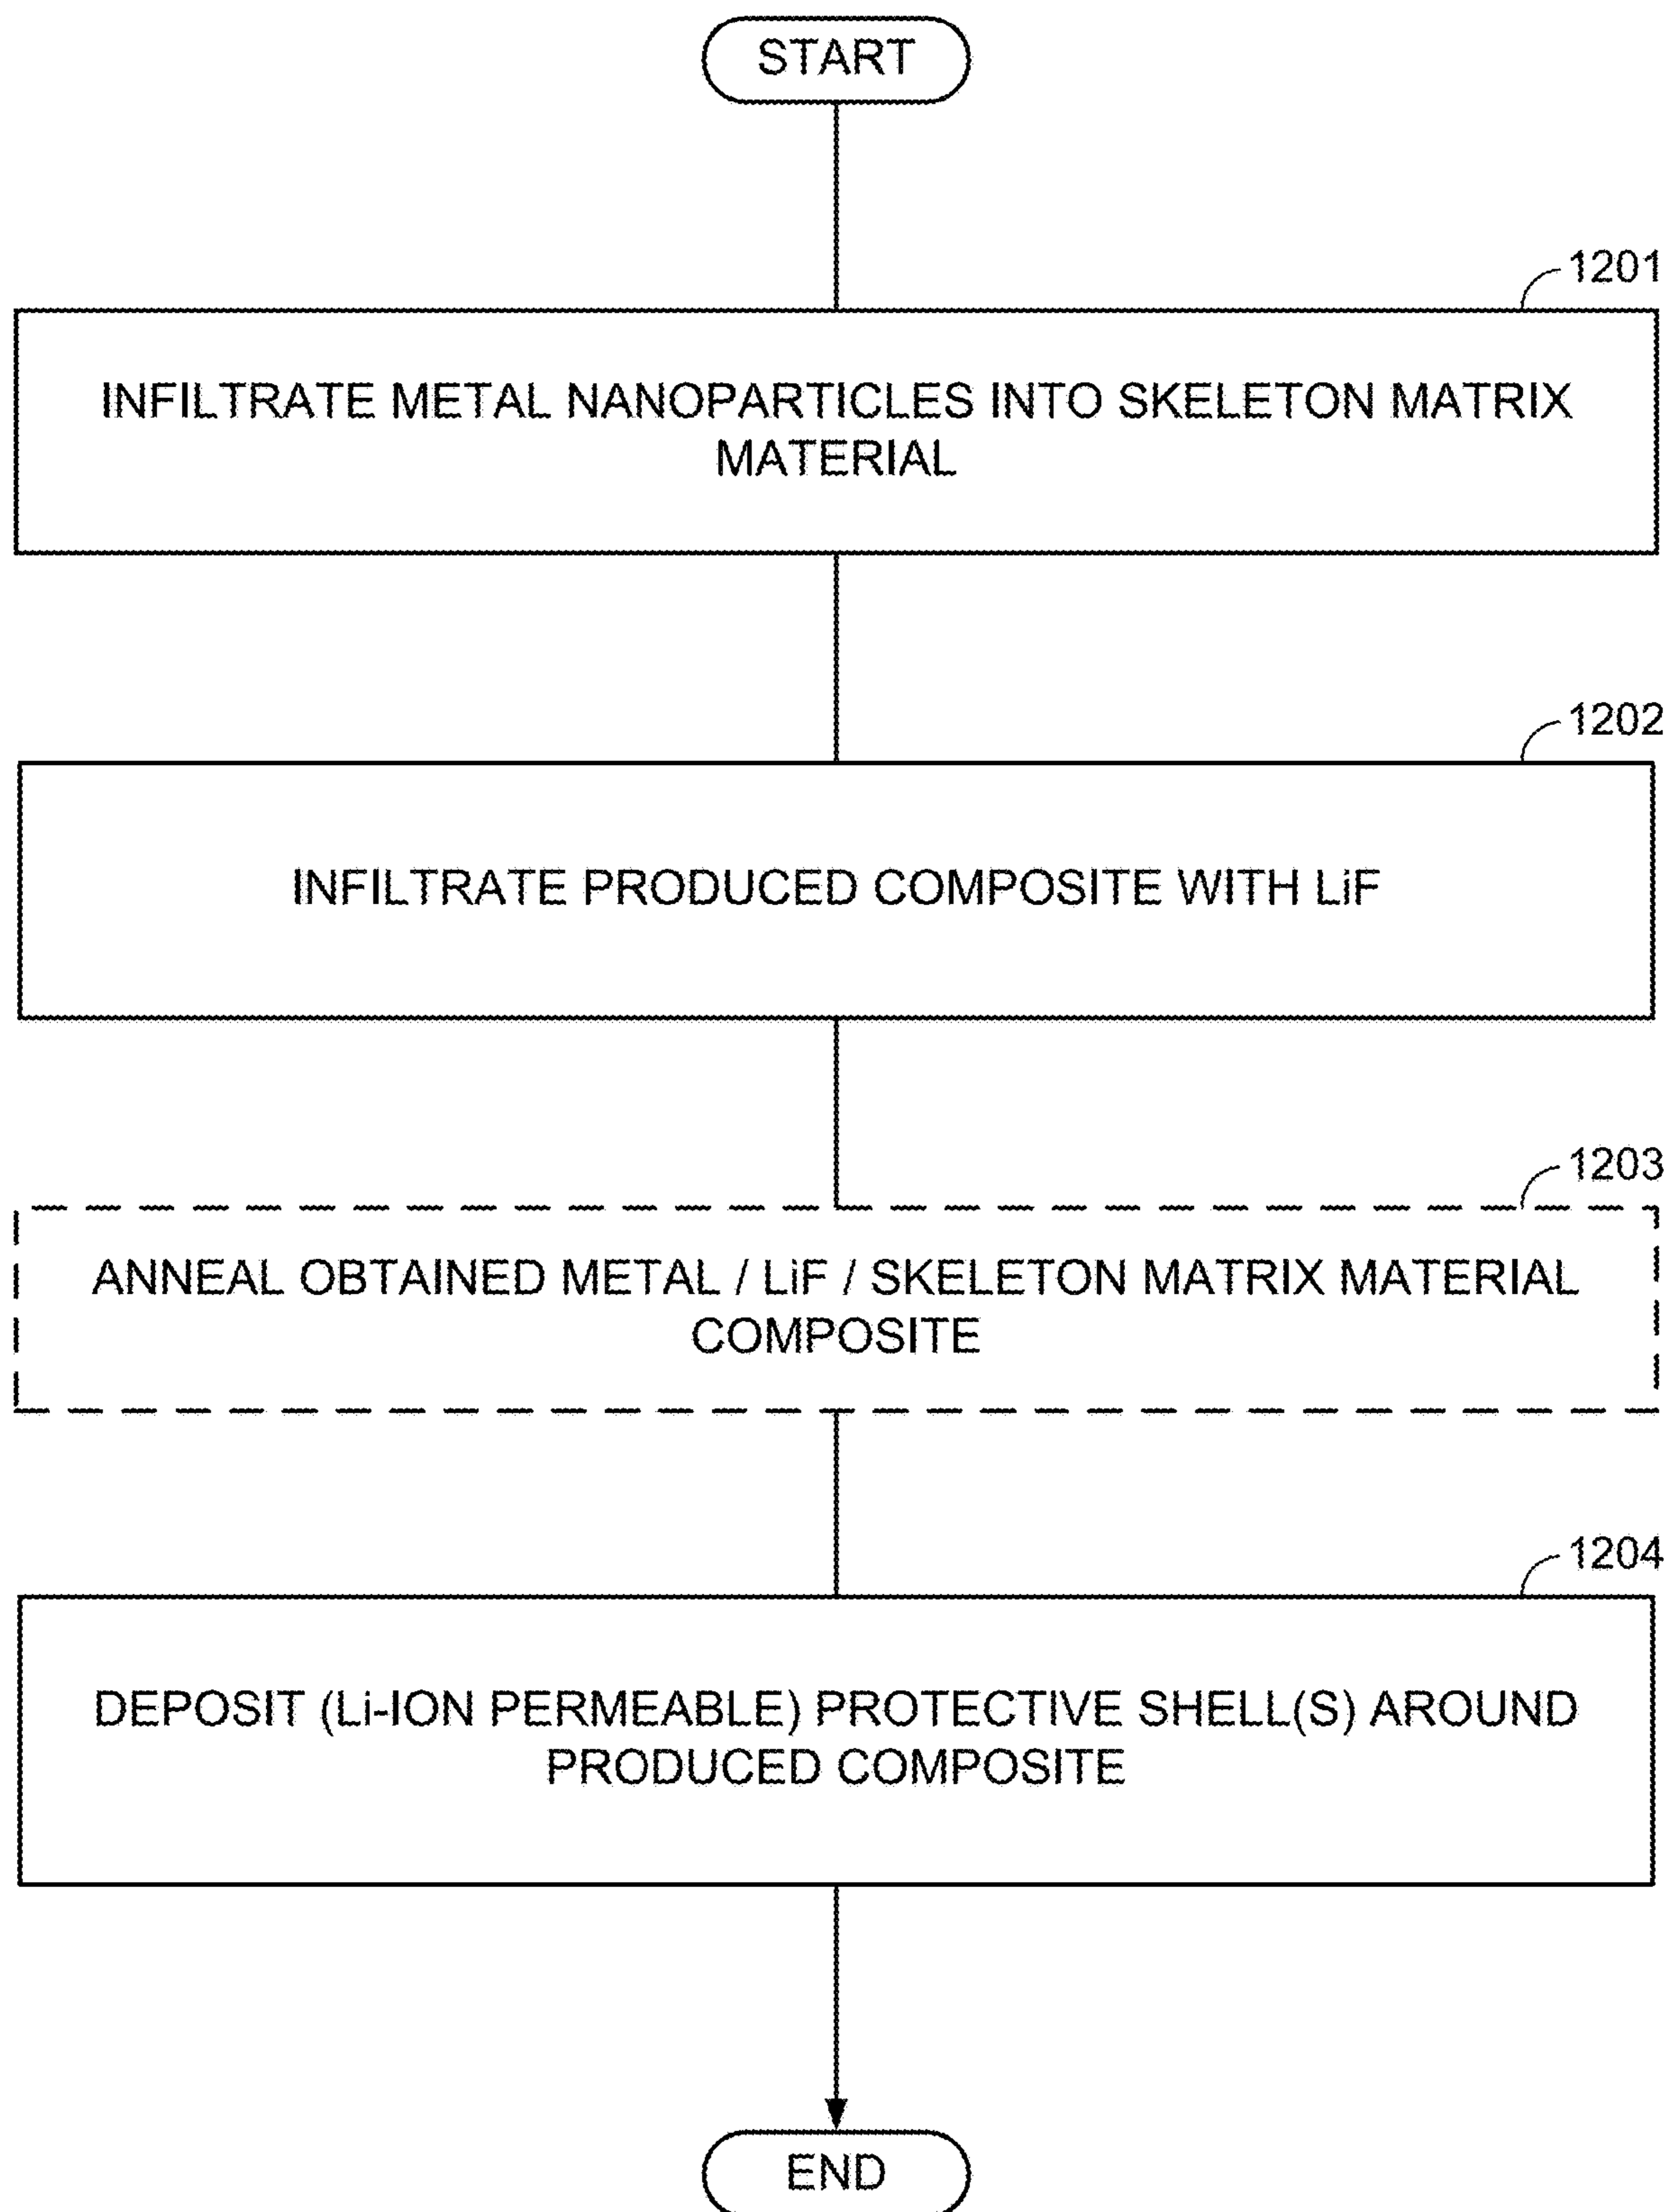 START
1201
INFILTRATE METAL NANOPARTICLES INTO SKELETON MATRIX
MATERIAL
1202
INFILTRATE PRODUCED COMPOSITE WITH LiF
1203
ANNEAL OBTAINED METAL / LiF / SKELETON MATRIX MATERIAL
COMPOSITE
1204
DEPOSIT (Li-ION PERMEABLE) PROTECTIVE SHELL(S) AROUND
PRODUCED COMPOSITE
END